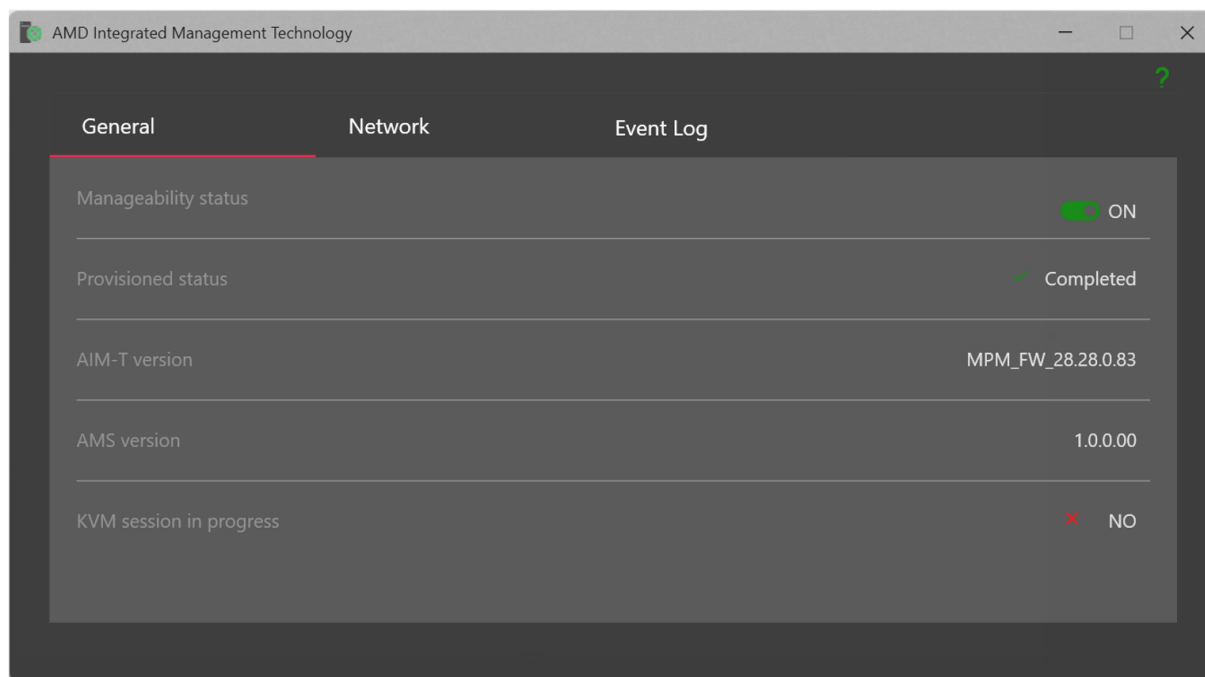 AMD Integrated Management Technology
?
General Network Event Log
Manageability status ON
Provisioned status Completed
AIM-T version MPM_FW_28.28.0.83
AMS version 1.0.0.00
KVM session in progress NO